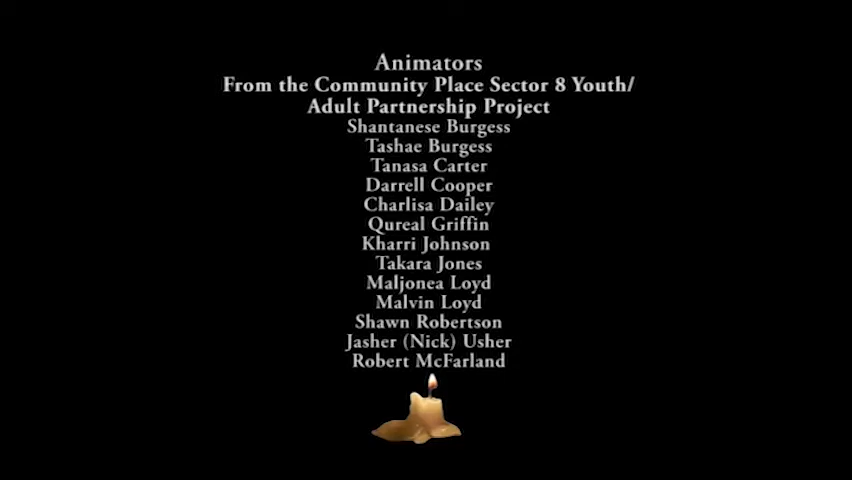 Animators
From the Community Place Sector 8 Youth/
Adult Partnership Project
Shantanese Burgess
Tashae Burgess
Tanasa Carter
Darrell Cooper
Charlisa Dailey
Qureal Griffin
Kharri Johnson
Takara Jones
Maljonea Loyd
Malvin Loyd
Shawn Robertson
Jasher (Nick) Usher
Robert McFarland